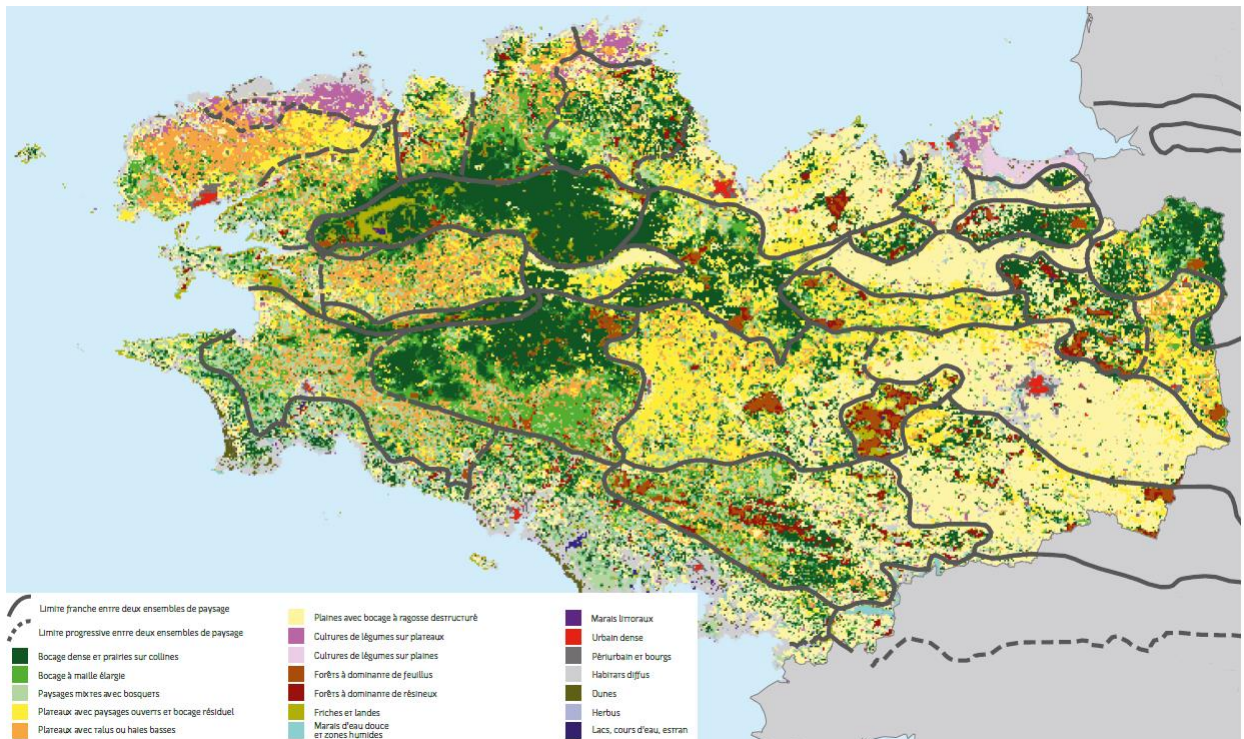 Limite franche entre deux ensembles de paysage
Limite progressive entre deux ensembles de paysage
Bocage dense et prairies sur collines
Bocage à maille élargie
Paysages mixtes avec bosquets
Plateaux avec paysages ouverts et bocage résiduel
Plateaux avec talus ou haies basses
Plaines avec bocage à ragosse destructuré
Cultures de légumes sur plateaux
Cultures de légumes sur plaines
Forêts à dominante de feuillus
Forêts à dominante de résineux
Friches et landes
Marais d'eau douce
et zones humides
Marais littoraux
Urbain dense
Périurbain et bourgs
Habitats diffus
Dunes
Herbus
Lacs, cours d'eau, estran